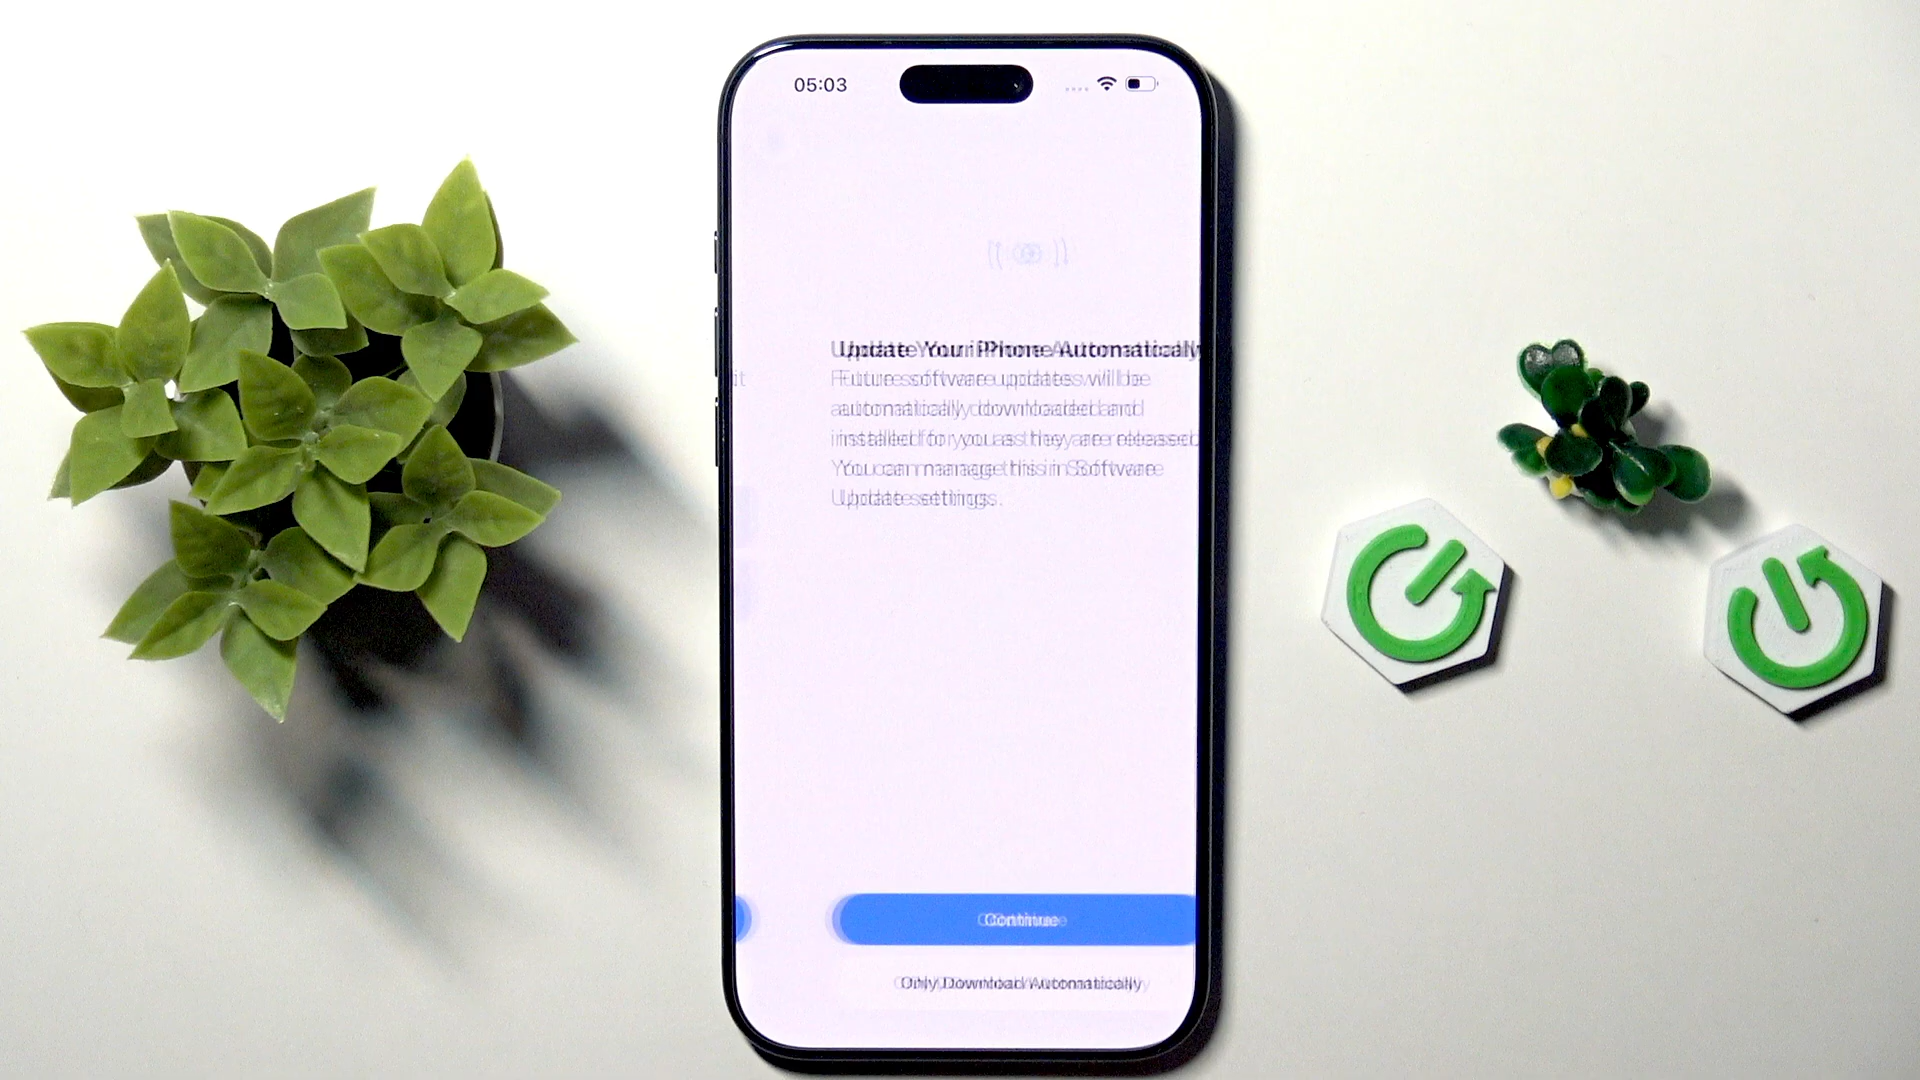 05:03
it
Update Your iPhone Automatically
Future software updates will be
automatically downloaded and
installed for you as they are released.
You can manage this in Software
Update settings.
Continue
Only Download Automatically